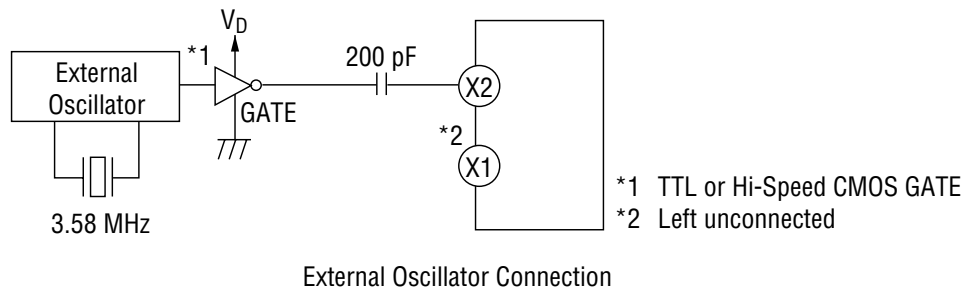 V_D
*1
200 pF
External
Oscillator
GATE
X2
*2
X1
3.58 MHz
*1 TTL or Hi-Speed CMOS GATE
*2 Left unconnected
External Oscillator Connection